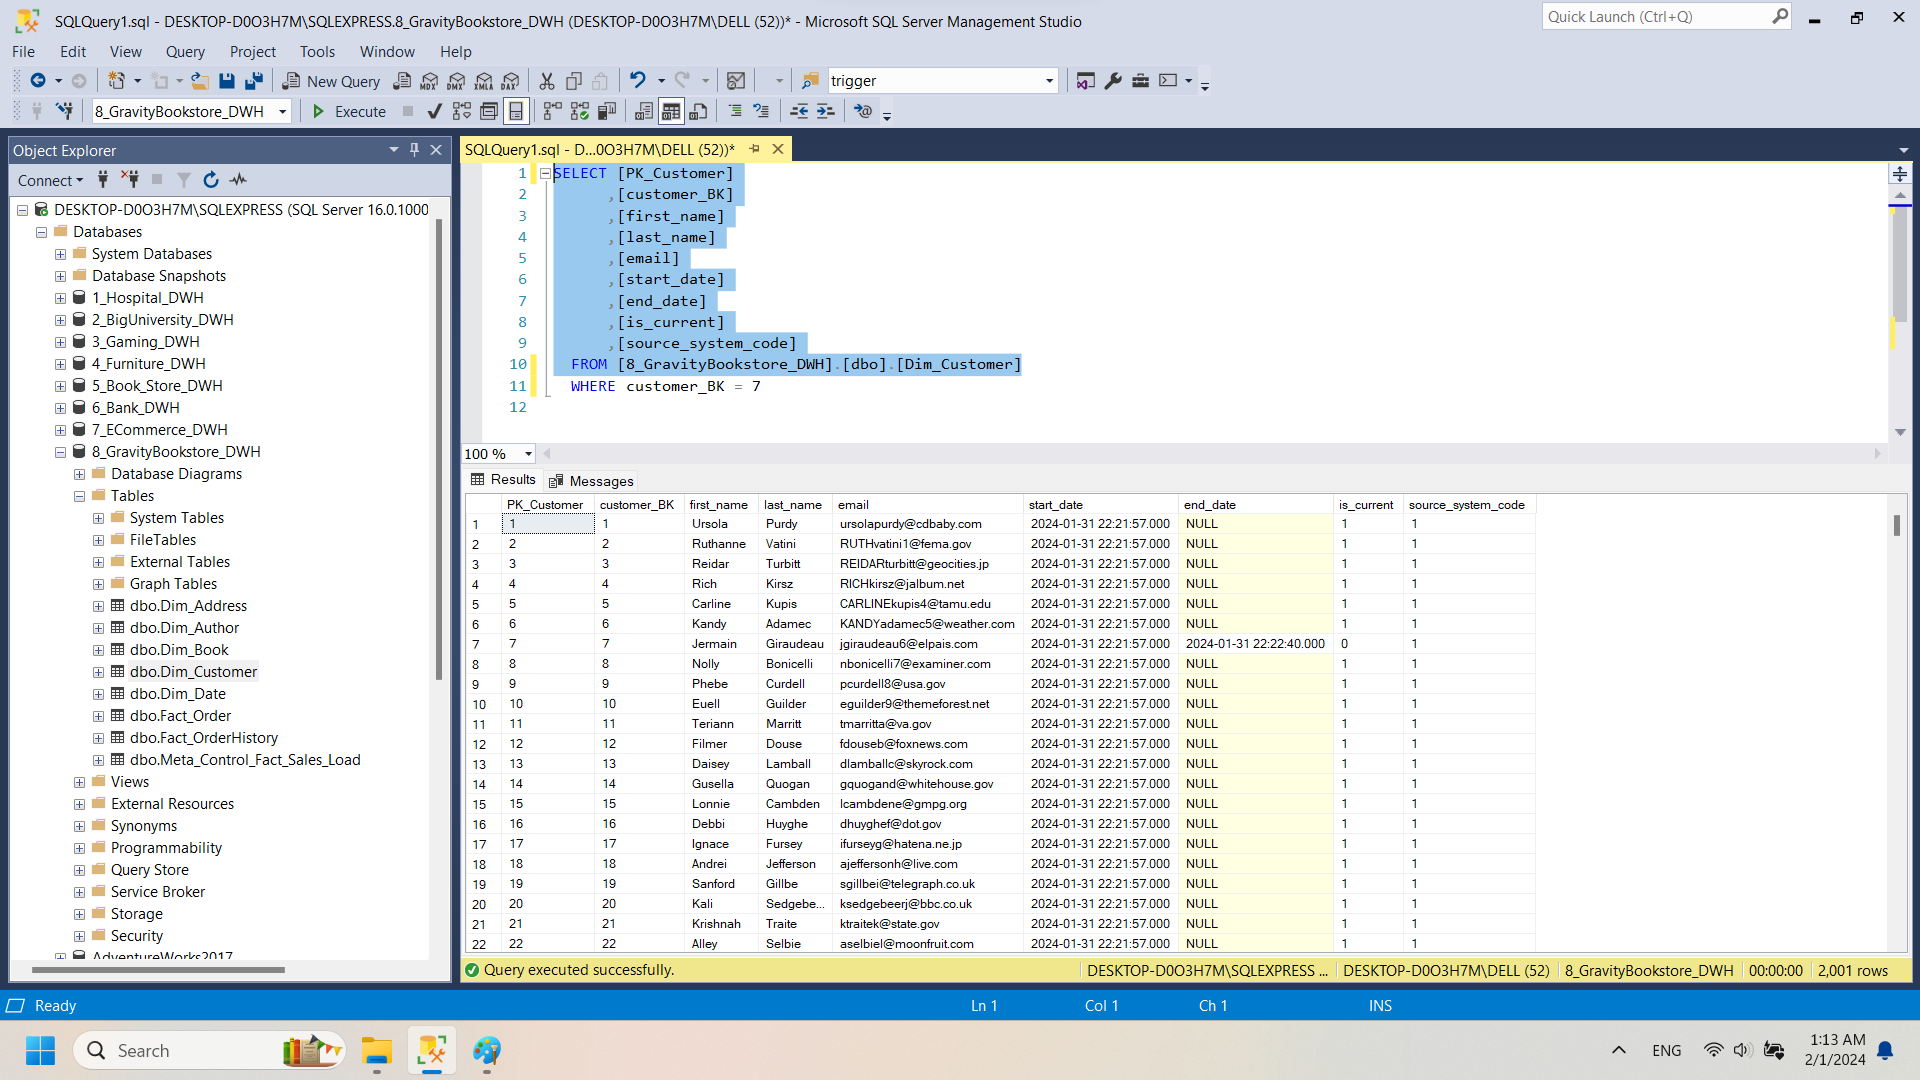 SQLQuery1.sql - DESKTOP-D0O3H7M\SQLEXPRESS.8_GravityBookstore_DWH (DESKTOP-D0O3H7M\DELL (52))* - Microsoft SQL Server Management Studio
Quick Launch (Ctrl+Q)
File Edit View Query Project Tools Window Help
New Query
MDX DMX XMLA DAX
trigger
8_GravityBookstore_DWH
Execute
Object Explorer
Connect
DESKTOP-D0O3H7M\SQLEXPRESS (SQL Server 16.0.1000
Databases
System Databases
Database Snapshots
1_Hospital_DWH
2_BigUniversity_DWH
3_Gaming_DWH
4_Furniture_DWH
5_Book_Store_DWH
6_Bank_DWH
7_ECommerce_DWH
8_GravityBookstore_DWH
Database Diagrams
Tables
System Tables
FileTables
External Tables
Graph Tables
dbo.Dim_Address
dbo.Dim_Author
dbo.Dim_Book
dbo.Dim_Customer
dbo.Dim_Date
dbo.Fact_Order
dbo.Fact_OrderHistory
dbo.Meta_Control_Fact_Sales_Load
Views
External Resources
Synonyms
Programmability
Query Store
Service Broker
Storage
Security
AdventureWorks2017
SQLQuery1.sql - D...0O3H7M\DELL (52))*
1 SELECT [PK_Customer]
2 ,[customer_BK]
3 ,[first_name]
4 ,[last_name]
5 ,[email]
6 ,[start_date]
7 ,[end_date]
8 ,[is_current]
9 ,[source_system_code]
10 FROM [8_GravityBookstore_DWH].[dbo].[Dim_Customer]
11 WHERE customer_BK = 7
12
100 %
Results Messages
PK_Customer customer_BK first_name last_name email start_date end_date is_current source_system_code
1 1 1 Ursola Purdy ursolapurdy@cdbaby.com 2024-01-31 22:21:57.000 NULL 1 1
2 2 2 Ruthanne Vatini RUTHvatini1@fema.gov 2024-01-31 22:21:57.000 NULL 1 1
3 3 3 Reidar Turbitt REIDARturbitt@geocities.jp 2024-01-31 22:21:57.000 NULL 1 1
4 4 4 Rich Kirsz RICHkirsz@jalbum.net 2024-01-31 22:21:57.000 NULL 1 1
5 5 5 Carline Kupis CARLINEkupis4@tamu.edu 2024-01-31 22:21:57.000 NULL 1 1
6 6 6 Kandy Adamec KANDYadamec5@weather.com 2024-01-31 22:21:57.000 NULL 1 1
7 7 7 Jermain Giraudeau jgiraudeau6@elpais.com 2024-01-31 22:21:57.000 2024-01-31 22:22:40.000 0 1
8 8 8 Nolly Bonicelli nbonicelli7@examiner.com 2024-01-31 22:21:57.000 NULL 1 1
9 9 9 Phebe Curdell pcurdell8@usa.gov 2024-01-31 22:21:57.000 NULL 1 1
10 10 10 Euell Guilder eguilder9@themeforest.net 2024-01-31 22:21:57.000 NULL 1 1
11 11 11 Teriann Marritt tmarritta@va.gov 2024-01-31 22:21:57.000 NULL 1 1
12 12 12 Filmer Douse fdouseb@foxnews.com 2024-01-31 22:21:57.000 NULL 1 1
13 13 13 Daisey Lamball dlamballc@skyrock.com 2024-01-31 22:21:57.000 NULL 1 1
14 14 14 Gusella Quogan gquogand@whitehouse.gov 2024-01-31 22:21:57.000 NULL 1 1
15 15 15 Lonnie Cambden lcambdene@gmpg.org 2024-01-31 22:21:57.000 NULL 1 1
16 16 16 Debbi Huyghe dhuyghef@dot.gov 2024-01-31 22:21:57.000 NULL 1 1
17 17 17 Ignace Fursey ifurseyg@hatena.ne.jp 2024-01-31 22:21:57.000 NULL 1 1
18 18 18 Andrei Jefferson ajeffersonh@live.com 2024-01-31 22:21:57.000 NULL 1 1
19 19 19 Sanford Gillbe sgillbei@telegraph.co.uk 2024-01-31 22:21:57.000 NULL 1 1
20 20 20 Kali Sedgebe... ksedgebeerj@bbc.co.uk 2024-01-31 22:21:57.000 NULL 1 1
21 21 21 Krishnah Traite ktraitek@state.gov 2024-01-31 22:21:57.000 NULL 1 1
22 22 22 Alley Selbie aselbiel@moonfruit.com 2024-01-31 22:21:57.000 NULL 1 1
Query executed successfully. DESKTOP-D0O3H7M\SQLEXPRESS ... DESKTOP-D0O3H7M\DELL (52) 8_GravityBookstore_DWH 00:00:00 2,001 rows
Ready Ln 1 Col 1 Ch 1 INS
Search
ENG
1:13 AM
2/1/2024